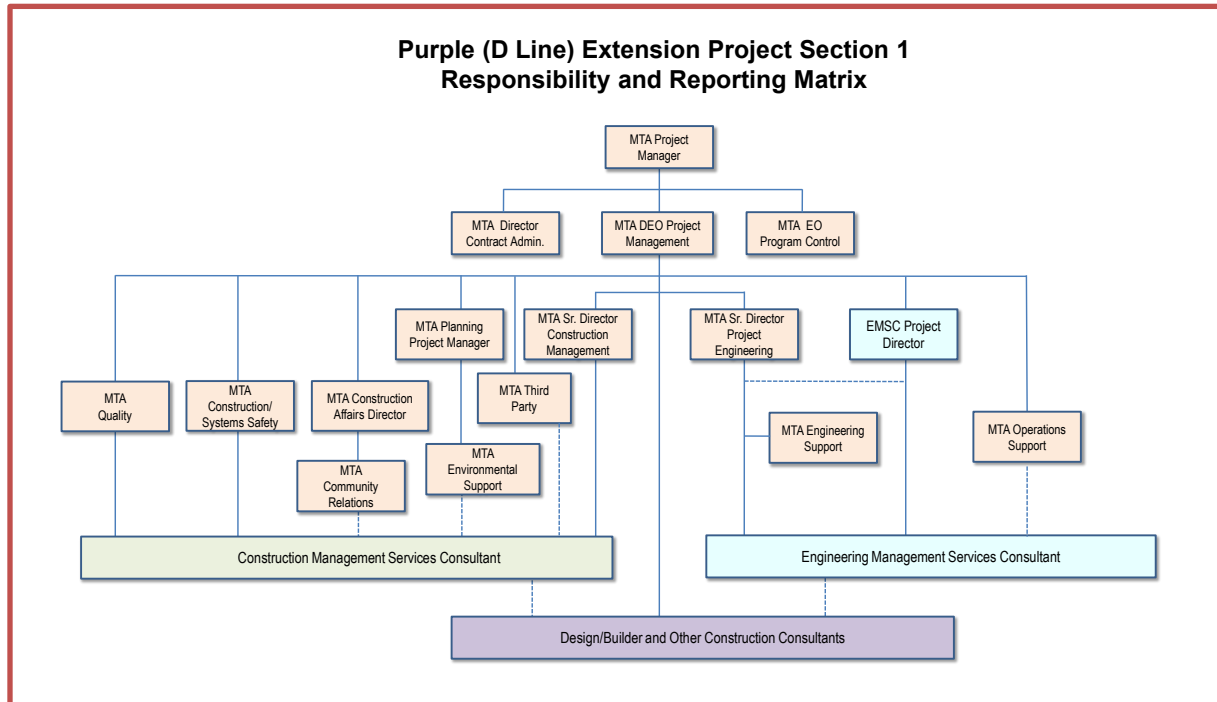 Purple (D Line) Extension Project Section 1
Responsibility and Reporting Matrix
MTA Project
Manager
MTA Director
Contract Admin.
MTA DEO Project
Management
MTA EO
Program Control
MTA Planning
Project Manager
MTA Sr. Director
Construction
Management
MTA Sr. Director
Project
Engineering
EMSC Project
Director
MTA
Quality
MTA
Construction/
Systems Safety
MTA Construction
Affairs Director
MTA Third
Party
MTA Engineering
Support
MTA Operations
Support
MTA
Community
Relations
MTA
Environmental
Support
Construction Management Services Consultant
Engineering Management Services Consultant
Design/Builder and Other Construction Consultants